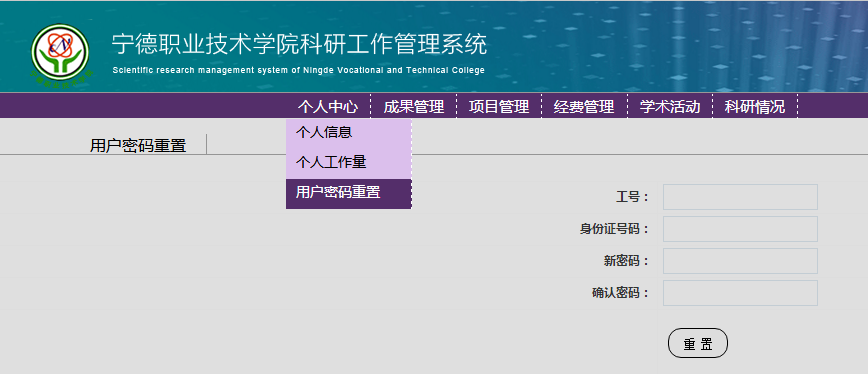 宁德职业技术学院科研工作管理系统
Scientific research management system of Ningde Vocational and Technical College
个人中心 成果管理 项目管理 经费管理 学术活动 科研情况
个人信息
用户密码重置
个人工作量
用户密码重置
工号：
身份证号码：
新密码：
确认密码：
重 置